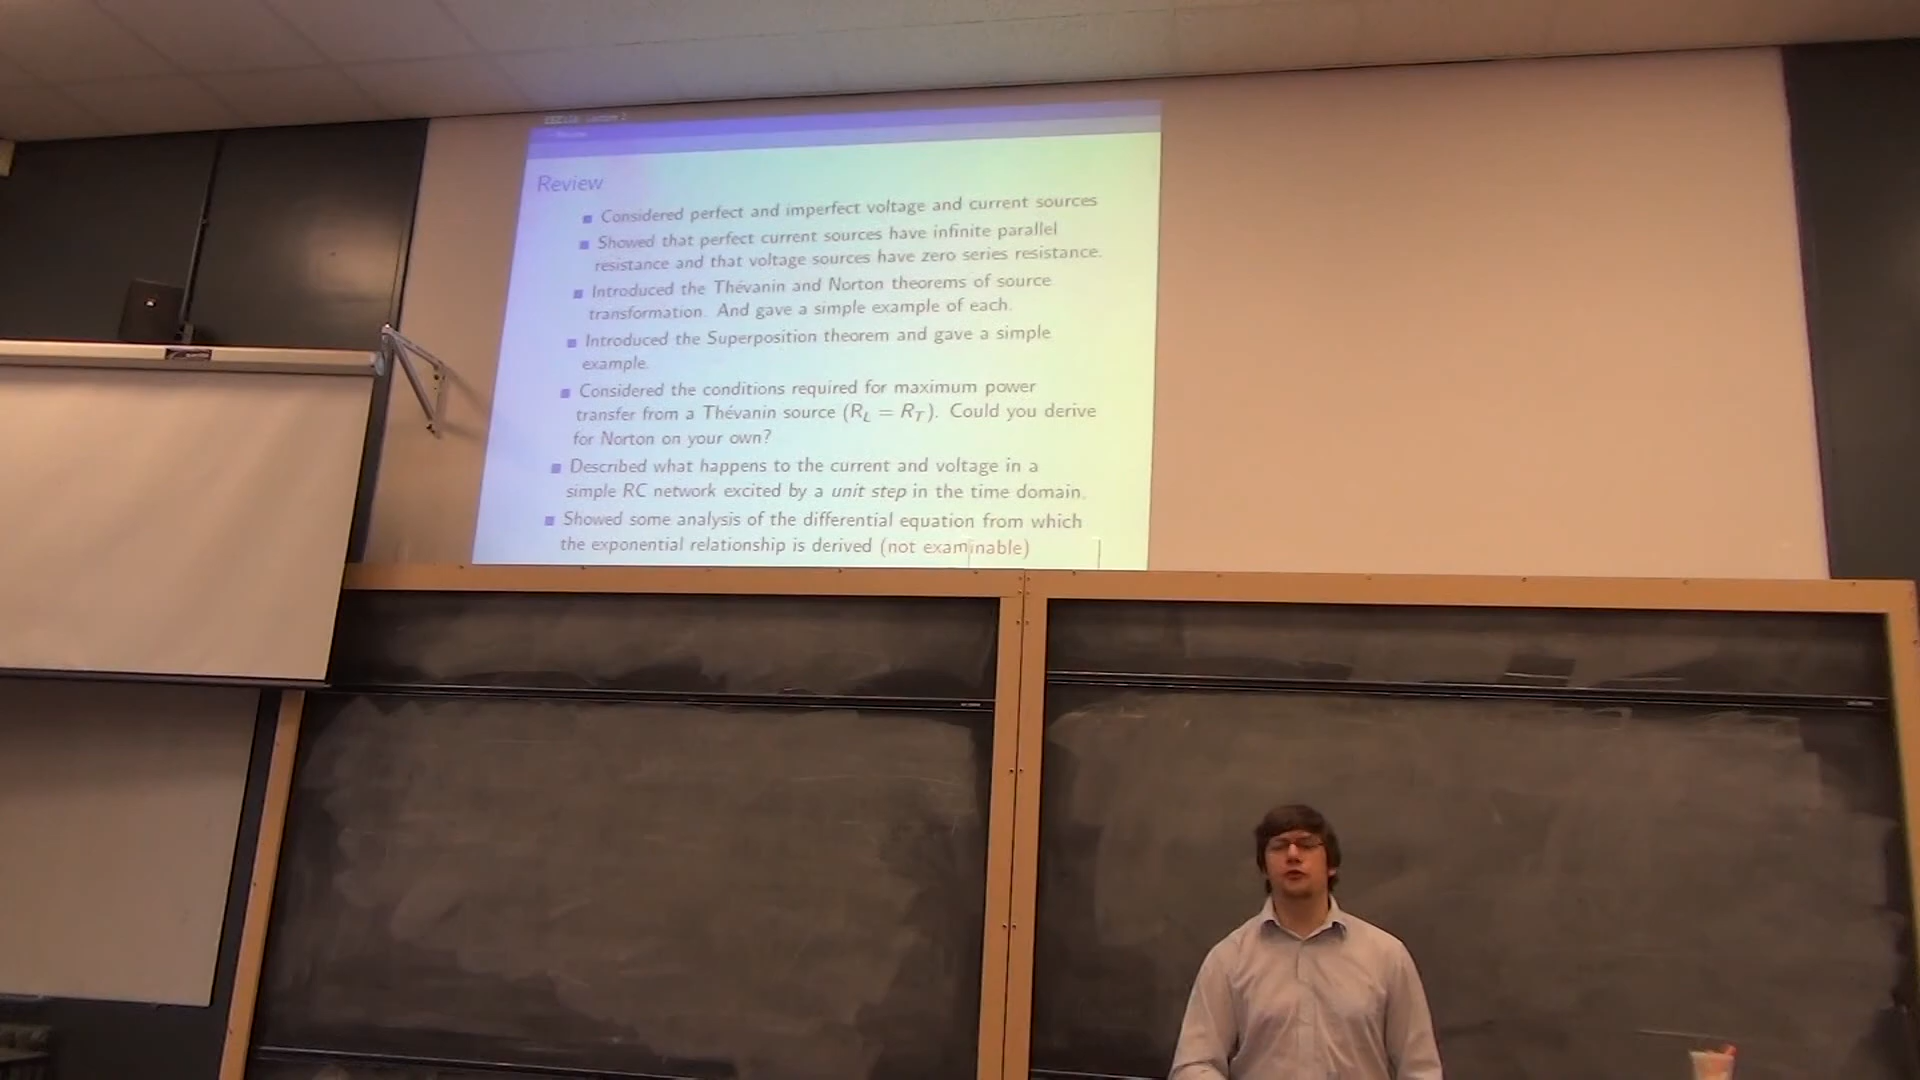 Lecture 2
Review
Review
■ Considered perfect and imperfect voltage and current sources
■ Showed that perfect current sources have infinite parallel
resistance and that voltage sources have zero series resistance.
■ Introduced the Thévanin and Norton theorems of source
transformation. And gave a simple example of each.
■ Introduced the Superposition theorem and gave a simple
example.
■ Considered the conditions required for maximum power
transfer from a Thévanin source (R_L = R_T). Could you derive
for Norton on your own?
■ Described what happens to the current and voltage in a
simple RC network excited by a unit step in the time domain.
■ Showed some analysis of the differential equation from which
the exponential relationship is derived (not examinable)